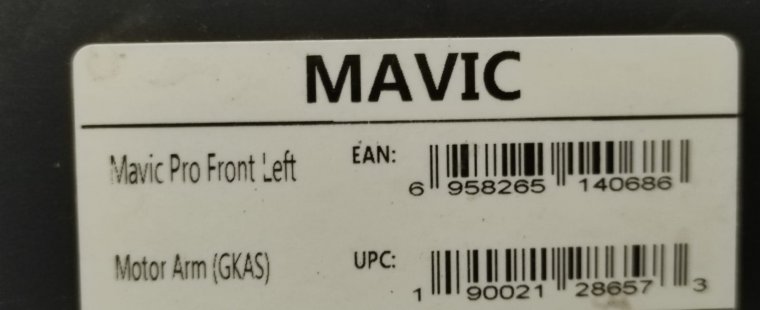 MAVIC
Mavic Pro Front Left
EAN:
6 958265 140686
Motor Arm (GKAS)
UPC:
1 90021 28657 3